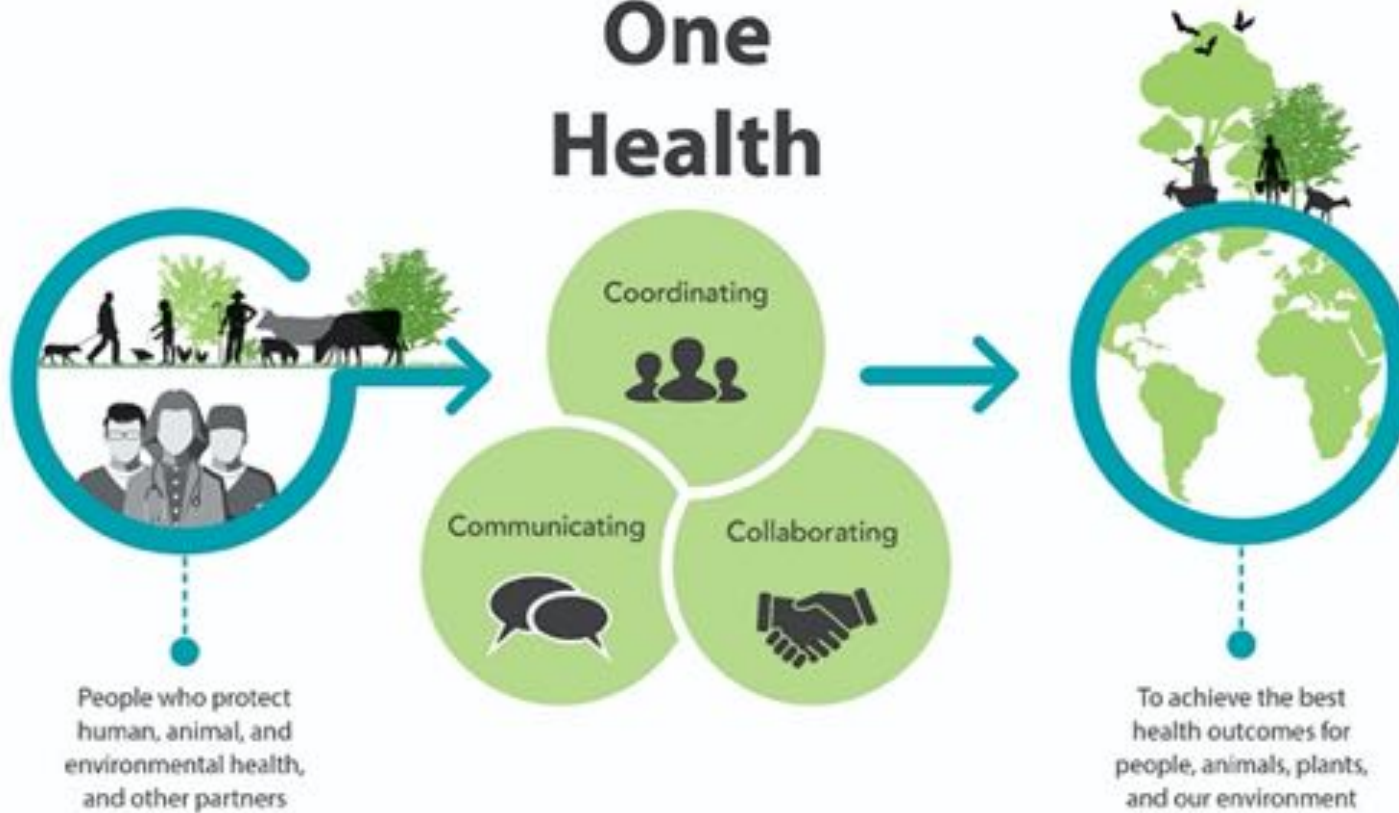 One
Health
Coordinating
Communicating
Collaborating
People who protect
human, animal, and
environmental health,
and other partners
To achieve the best
health outcomes for
people, animals, plants,
and our environment